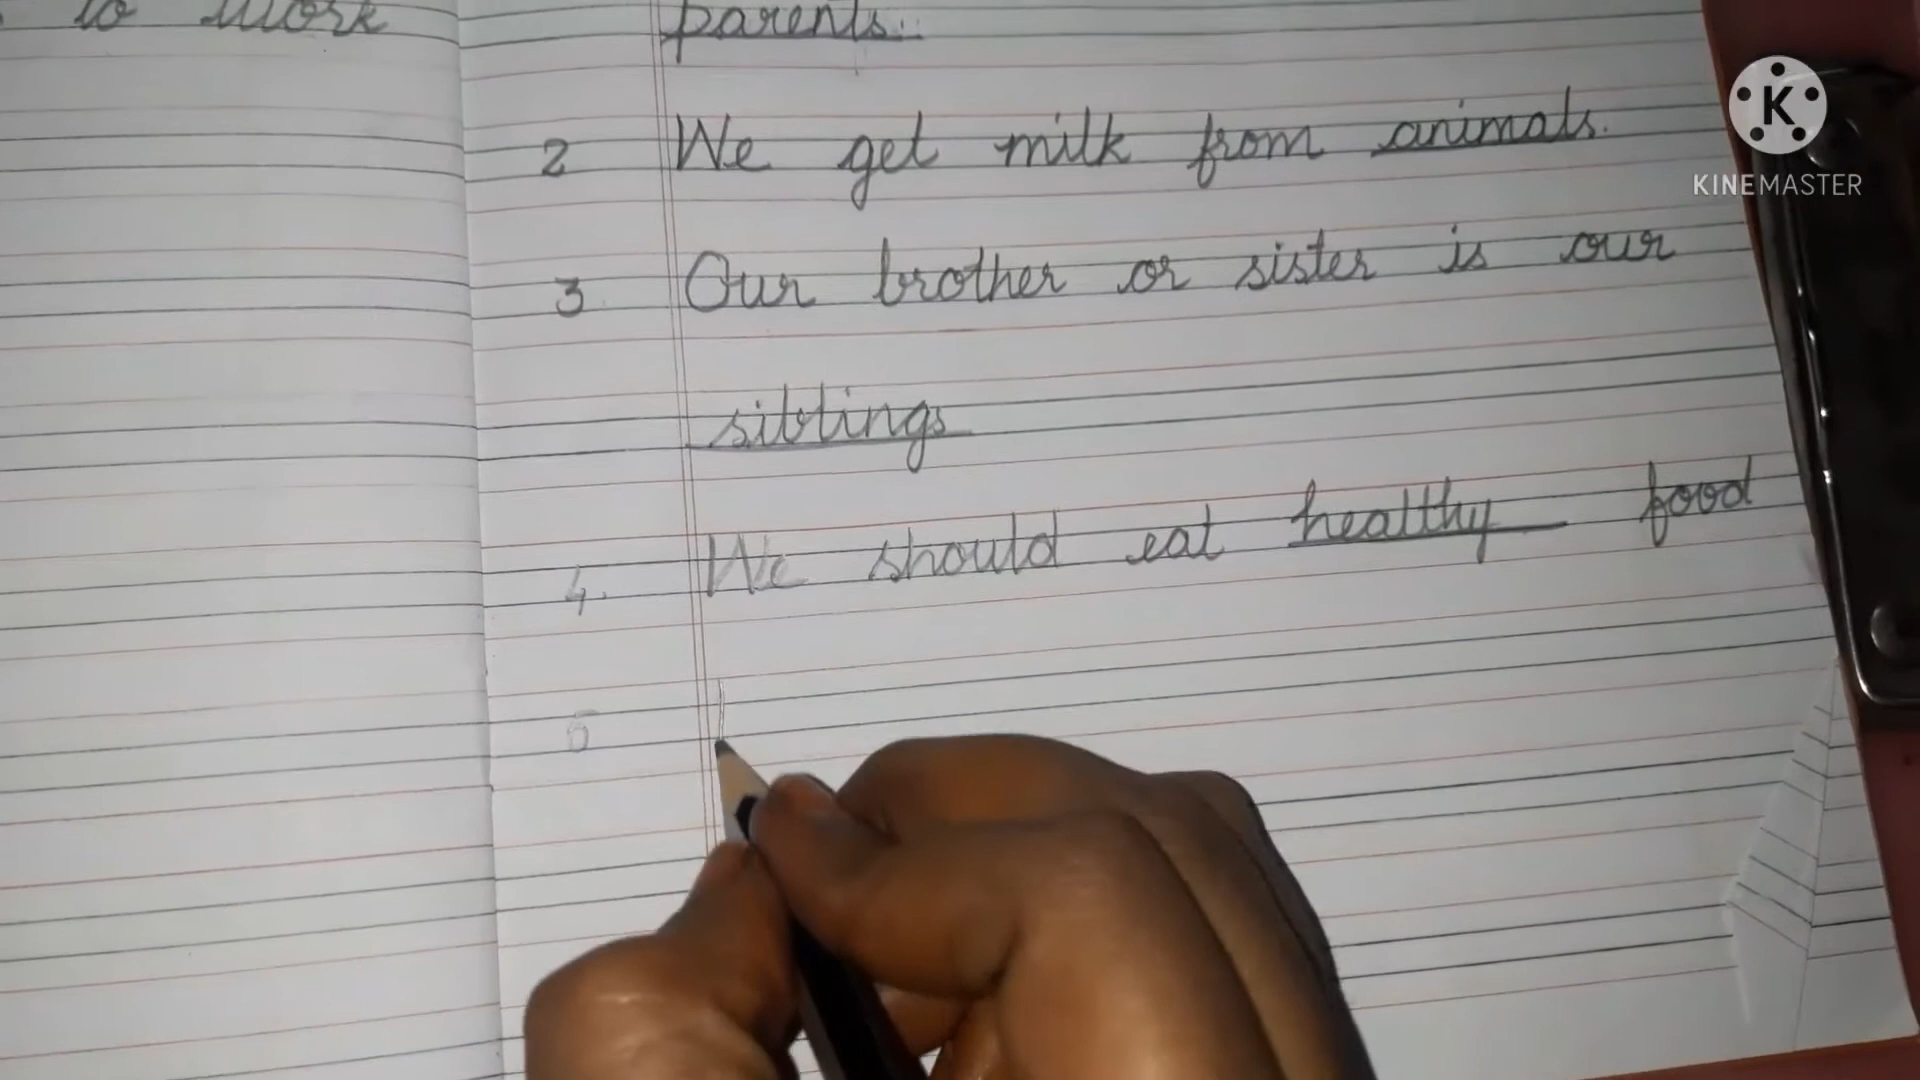 to work
parents.
2 We get milk from animals.
3 Our brother or sister is our
siblings
4. We should eat healthy food
5
K
KINEMASTER